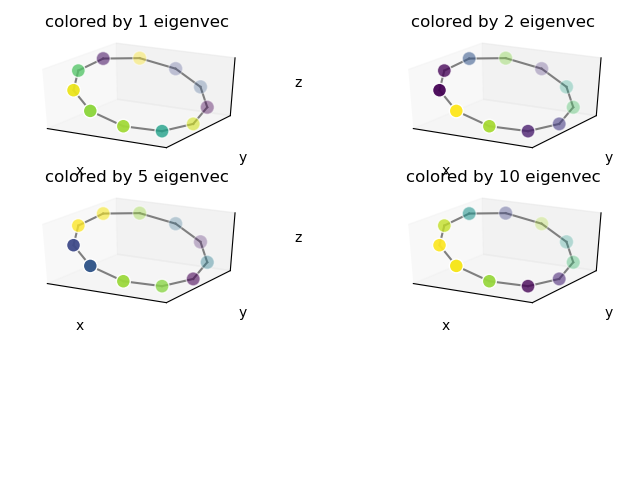 colored by 1 eigenvec
colored by 2 eigenvec
z
y
y
x
x
colored by 5 eigenvec
colored by 10 eigenvec
z
y
y
x
x